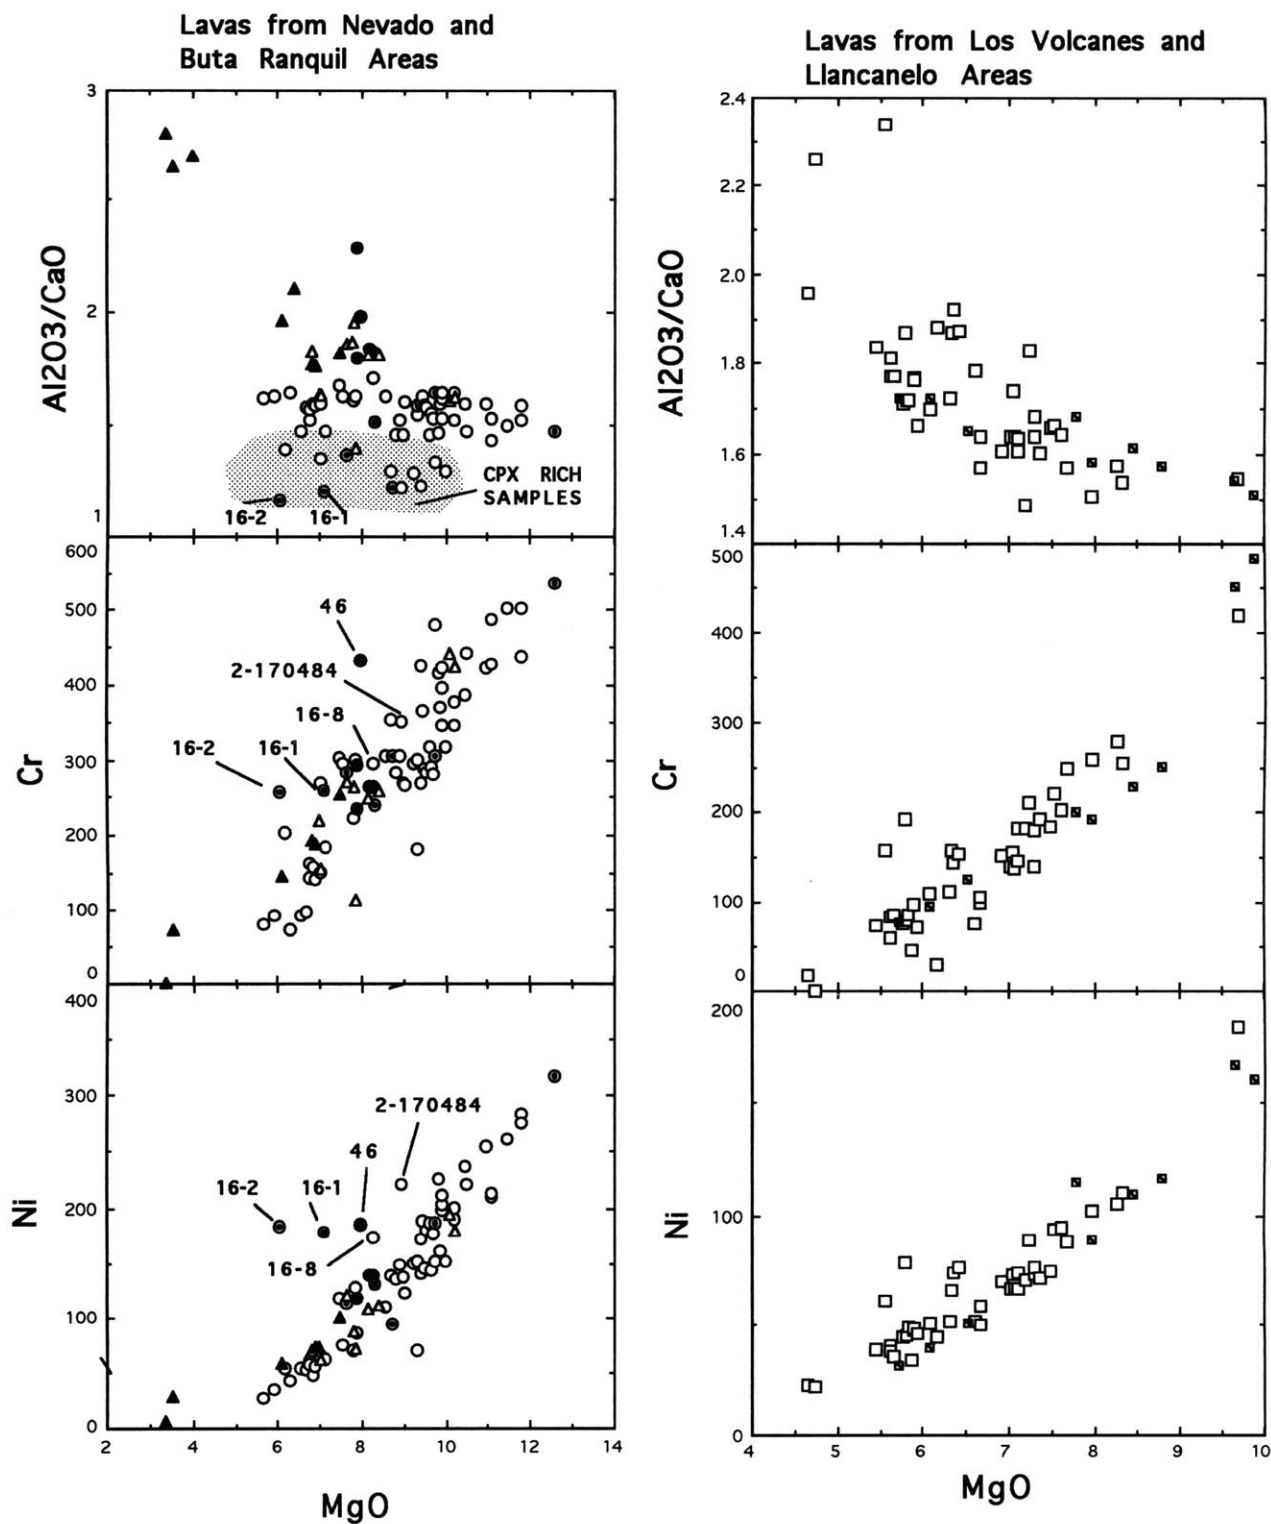 Lavas from Nevado and
Buta Ranquil Areas
3
2
1
Al2O3/CaO
CPX RICH
SAMPLES
16-2
16-1
600
500
400
300
200
100
0
Cr
46
2-170484
16-8
16-2
16-1
400
300
200
100
0
Ni
2-170484
46
16-2
16-1
16-8
2 4 6 8 10 12 14
MgO
Lavas from Los Volcanes and
Llancanelo Areas
2.4
2.2
2.0
1.8
1.6
1.4
Al2O3/CaO
500
400
300
200
100
0
Cr
200
100
0
Ni
4 5 6 7 8 9 10
MgO